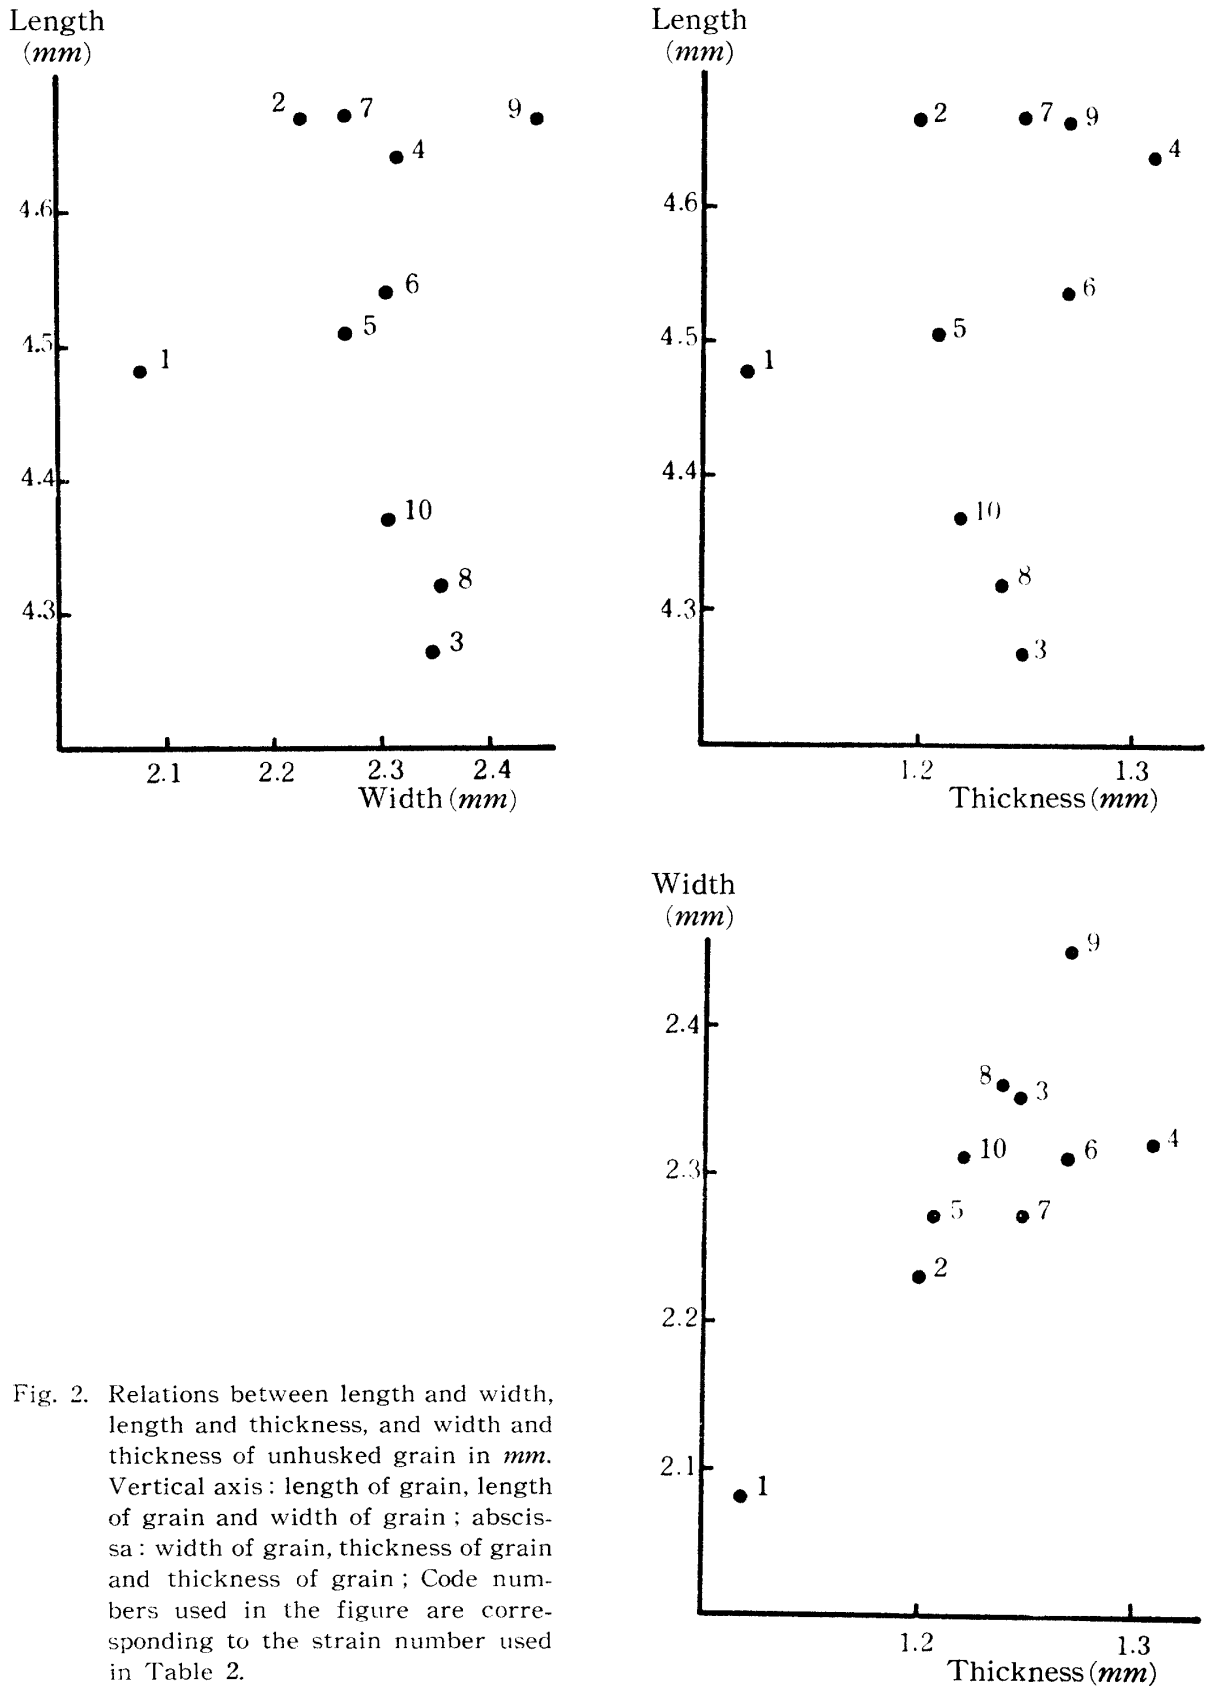 Length
(mm)
2
7
9
4
4.6
6
5
4.5
1
4.4
10
8
4.3
3
2.1
2.2
2.3
2.4
Width (mm)
Length
(mm)
2
7
9
4
4.6
6
5
4.5
1
4.4
10
8
4.3
3
1.2
1.3
Thickness (mm)
Width
(mm)
9
2.4
8
3
4
10
6
2.3
5
7
2
2.2
2.1
1
1.2
1.3
Thickness (mm)
Fig. 2. Relations between length and width,
length and thickness, and width and
thickness of unhusked grain in mm.
Vertical axis : length of grain, length
of grain and width of grain ; abscis-
sa : width of grain, thickness of grain
and thickness of grain ; Code num-
bers used in the figure are corre-
sponding to the strain number used
in Table 2.